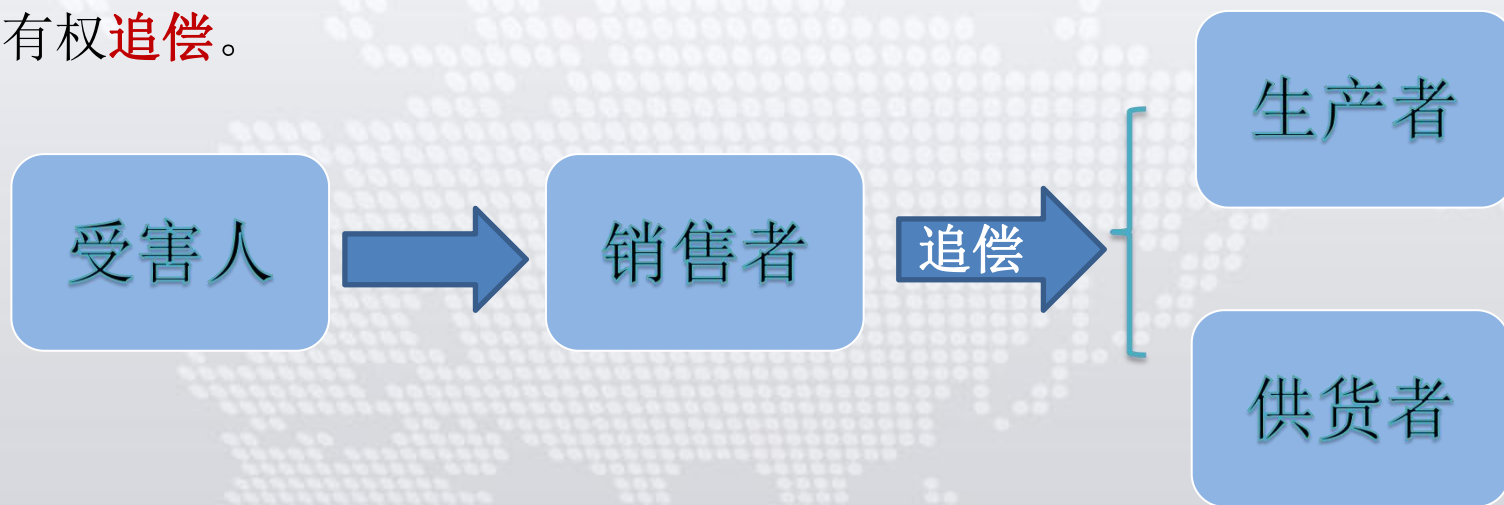 有权追偿。
生产者
受害人
销售者
追偿
供货者